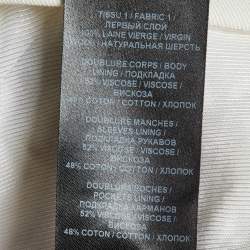 TISSU 1 / FABRIC 1 /
ПЕРВЫЙ СЛОЙ
100% LAINE VIERGE / VIRGIN
WOOL / НАТУРАЛЬНАЯ ШЕРСТЬ
DOUBLURE CORPS / BODY
LINING / ПОДКЛАДКА
52% VISCOSE / VISCOSE /
ВИСКОЗА
48% COTON / COTTON / ХЛОПОК
DOUBLURE MANCHES /
SLEEVES LINING /
ПОДКЛАДКА РУКАВОВ
52% VISCOSE / VISCOSE /
ВИСКОЗА
48% COTON / COTTON / ХЛОПОК
DOUBLURE POCHES /
POCKETS LINING /
ПОДКЛАДКА КАРМАНОВ
52% VISCOSE / VISCOSE /
ВИСКОЗА
48% COTON / COTTON / ХЛОПОК